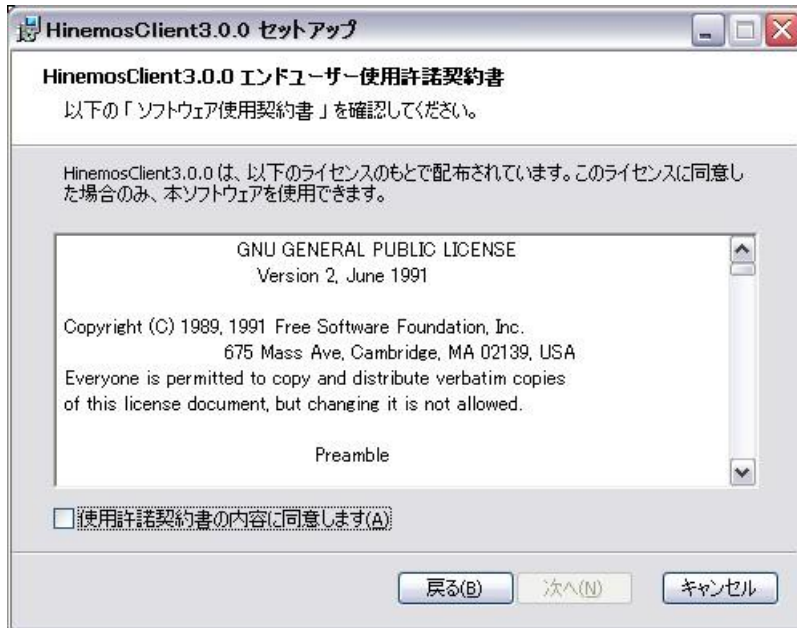 HinemosClient3.0.0 セットアップ
HinemosClient3.0.0 エンドユーザー使用許諾契約書
以下の「 ソフトウェア使用契約書 」を確認してください。
HinemosClient3.0.0 は、以下のライセンスのもとで配布されています。このライセンスに同意し
た場合のみ、本ソフトウェアを使用できます。
GNU GENERAL PUBLIC LICENSE
Version 2, June 1991
Copyright (C) 1989, 1991 Free Software Foundation, Inc.
675 Mass Ave, Cambridge, MA 02139, USA
Everyone is permitted to copy and distribute verbatim copies
of this license document, but changing it is not allowed.
Preamble
使用許諾契約書の内容に同意します(A)
戻る(B) 次へ(N) キャンセル